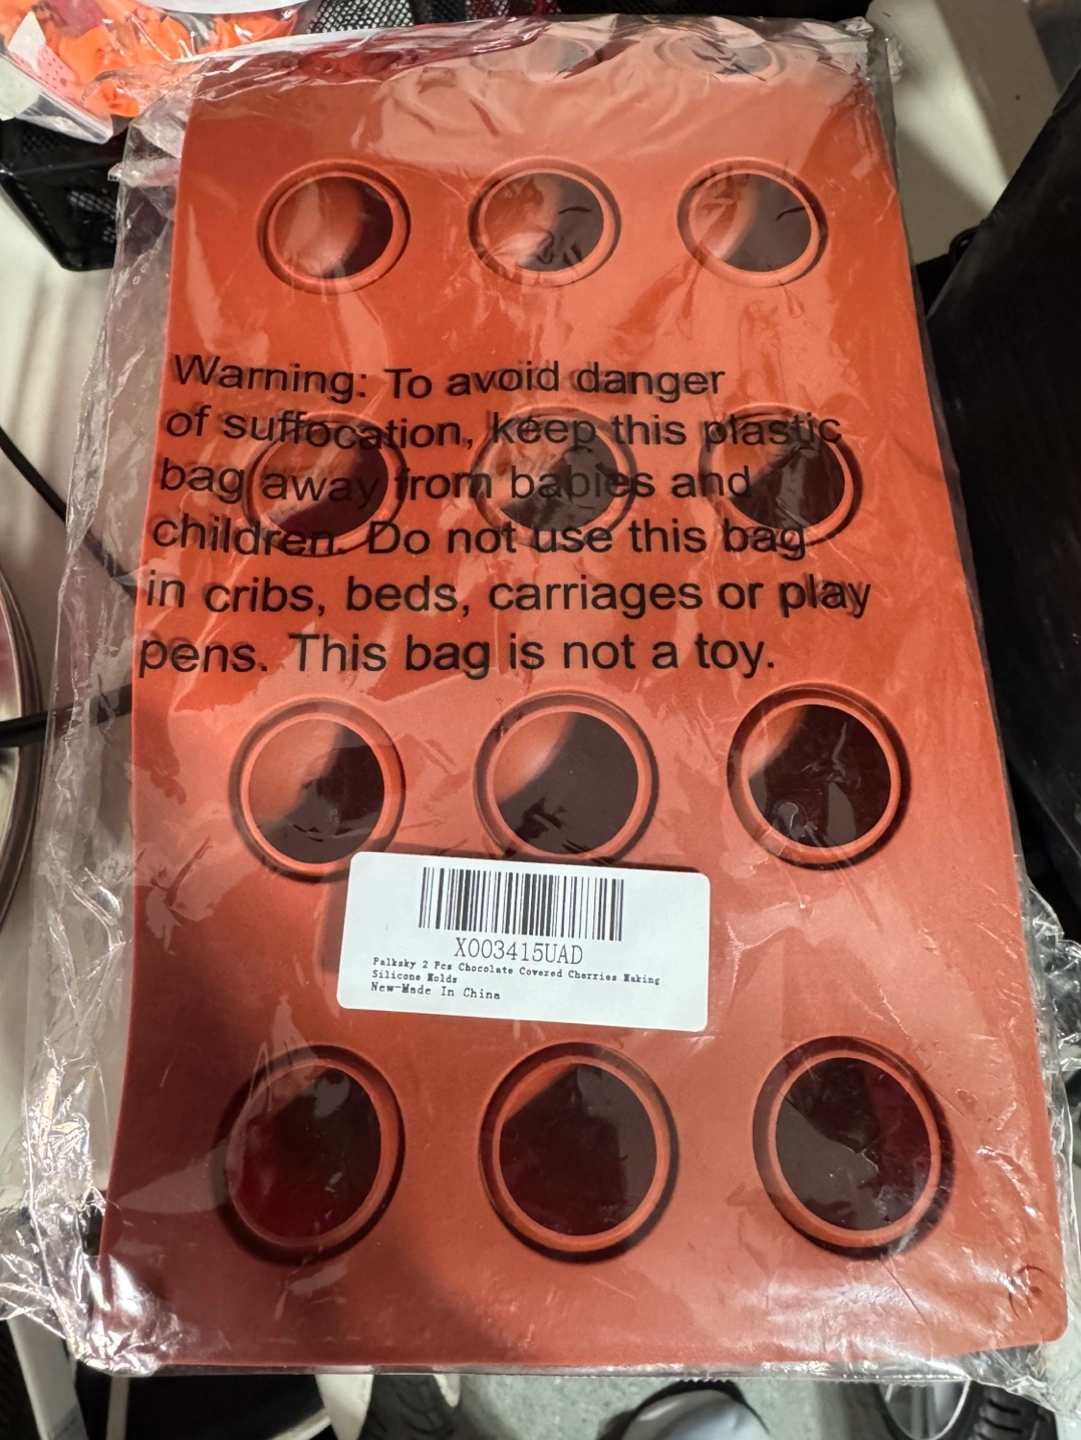 Warning: To avoid danger
of suffocation, keep this plastic
bag away from babies and
children. Do not use this bag
in cribs, beds, carriages or play
pens. This bag is not a toy.
X003415UAD
Palksky 2 Pcs Chocolate Covered Cherries Making
Silicone Molds
New-Made In China